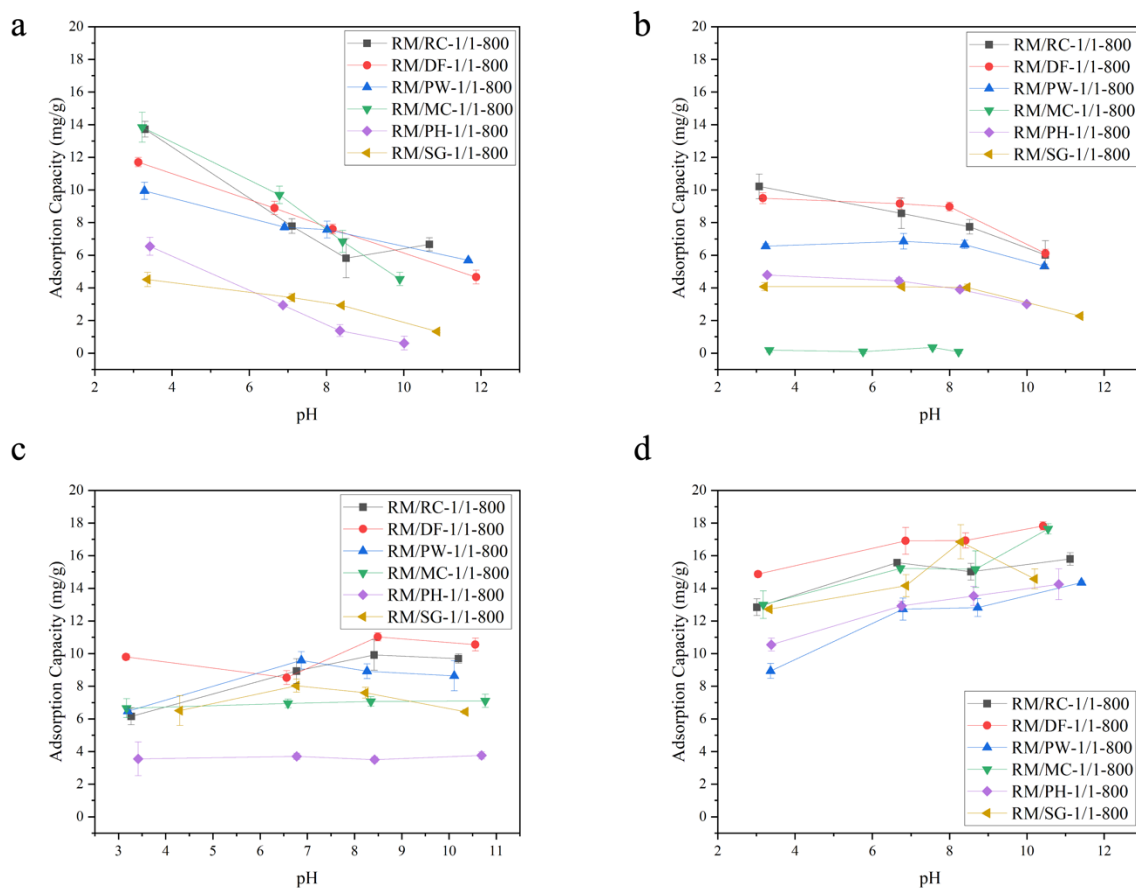 a
20
18
16
14
12
10
8
6
4
2
0
Adsorption Capacity (mg/g)
RM/RC-1/1-800
RM/DF-1/1-800
RM/PW-1/1-800
RM/MC-1/1-800
RM/PH-1/1-800
RM/SG-1/1-800
2 4 6 8 10 12
pH
b
20
18
16
14
12
10
8
6
4
2
0
Adsorption Capacity (mg/g)
RM/RC-1/1-800
RM/DF-1/1-800
RM/PW-1/1-800
RM/MC-1/1-800
RM/PH-1/1-800
RM/SG-1/1-800
2 4 6 8 10 12
pH
c
20
18
16
14
12
10
8
6
4
2
0
Adsorption Capacity (mg/g)
RM/RC-1/1-800
RM/DF-1/1-800
RM/PW-1/1-800
RM/MC-1/1-800
RM/PH-1/1-800
RM/SG-1/1-800
3 4 5 6 7 8 9 10 11
pH
d
20
18
16
14
12
10
8
6
4
2
0
Adsorption Capacity (mg/g)
RM/RC-1/1-800
RM/DF-1/1-800
RM/PW-1/1-800
RM/MC-1/1-800
RM/PH-1/1-800
RM/SG-1/1-800
2 4 6 8 10 12
pH